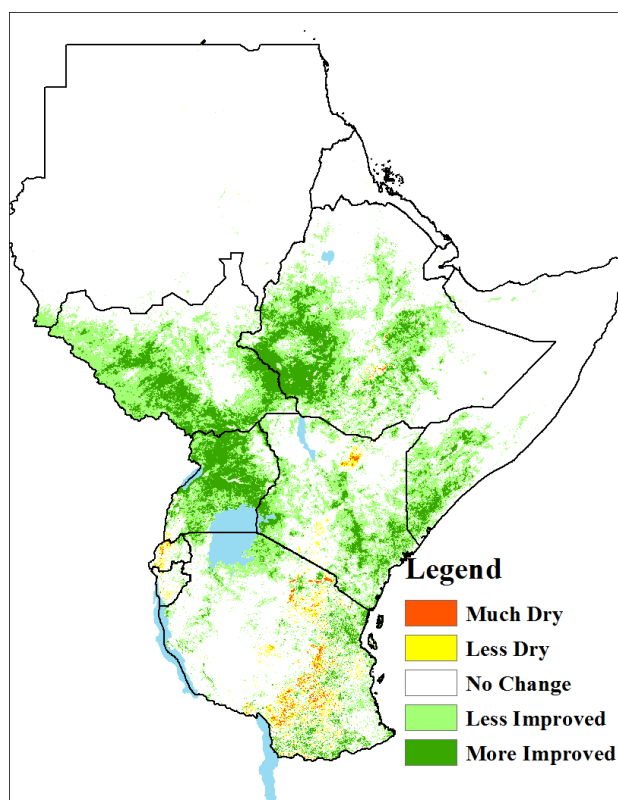 Legend
Much Dry
Less Dry
No Change
Less Improved
More Improved